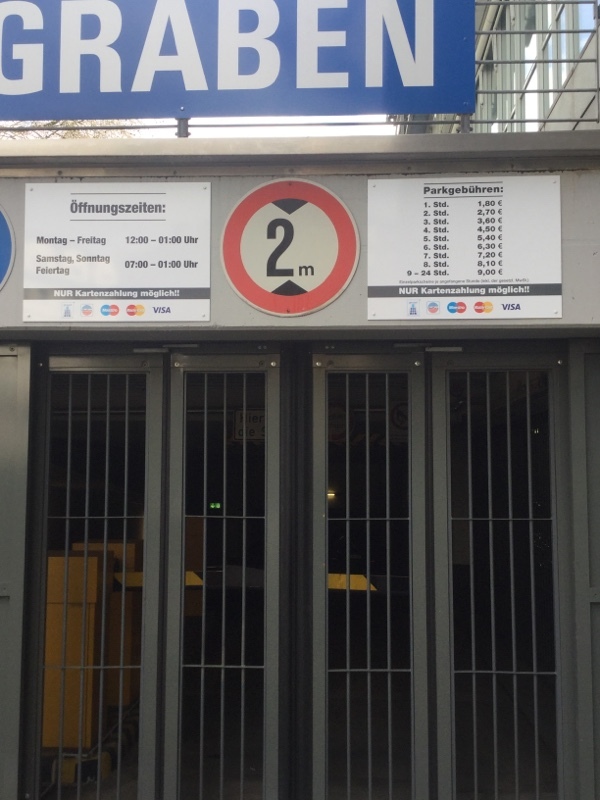 GRABEN
Öffnungszeiten:
Montag – Freitag 12:00 – 01:00 Uhr
Samstag, Sonntag
Feiertag 07:00 – 01:00 Uhr
NUR Kartenzahlung möglich!!
VISA
2 m
Parkgebühren:
1. Std. 1,80 €
2. Std. 2,70 €
3. Std. 3,60 €
4. Std. 4,50 €
5. Std. 5,40 €
6. Std. 6,30 €
7. Std. 7,20 €
8. Std. 8,10 €
9 – 24 Std. 9,00 €
NUR Kartenzahlung möglich!!
VISA